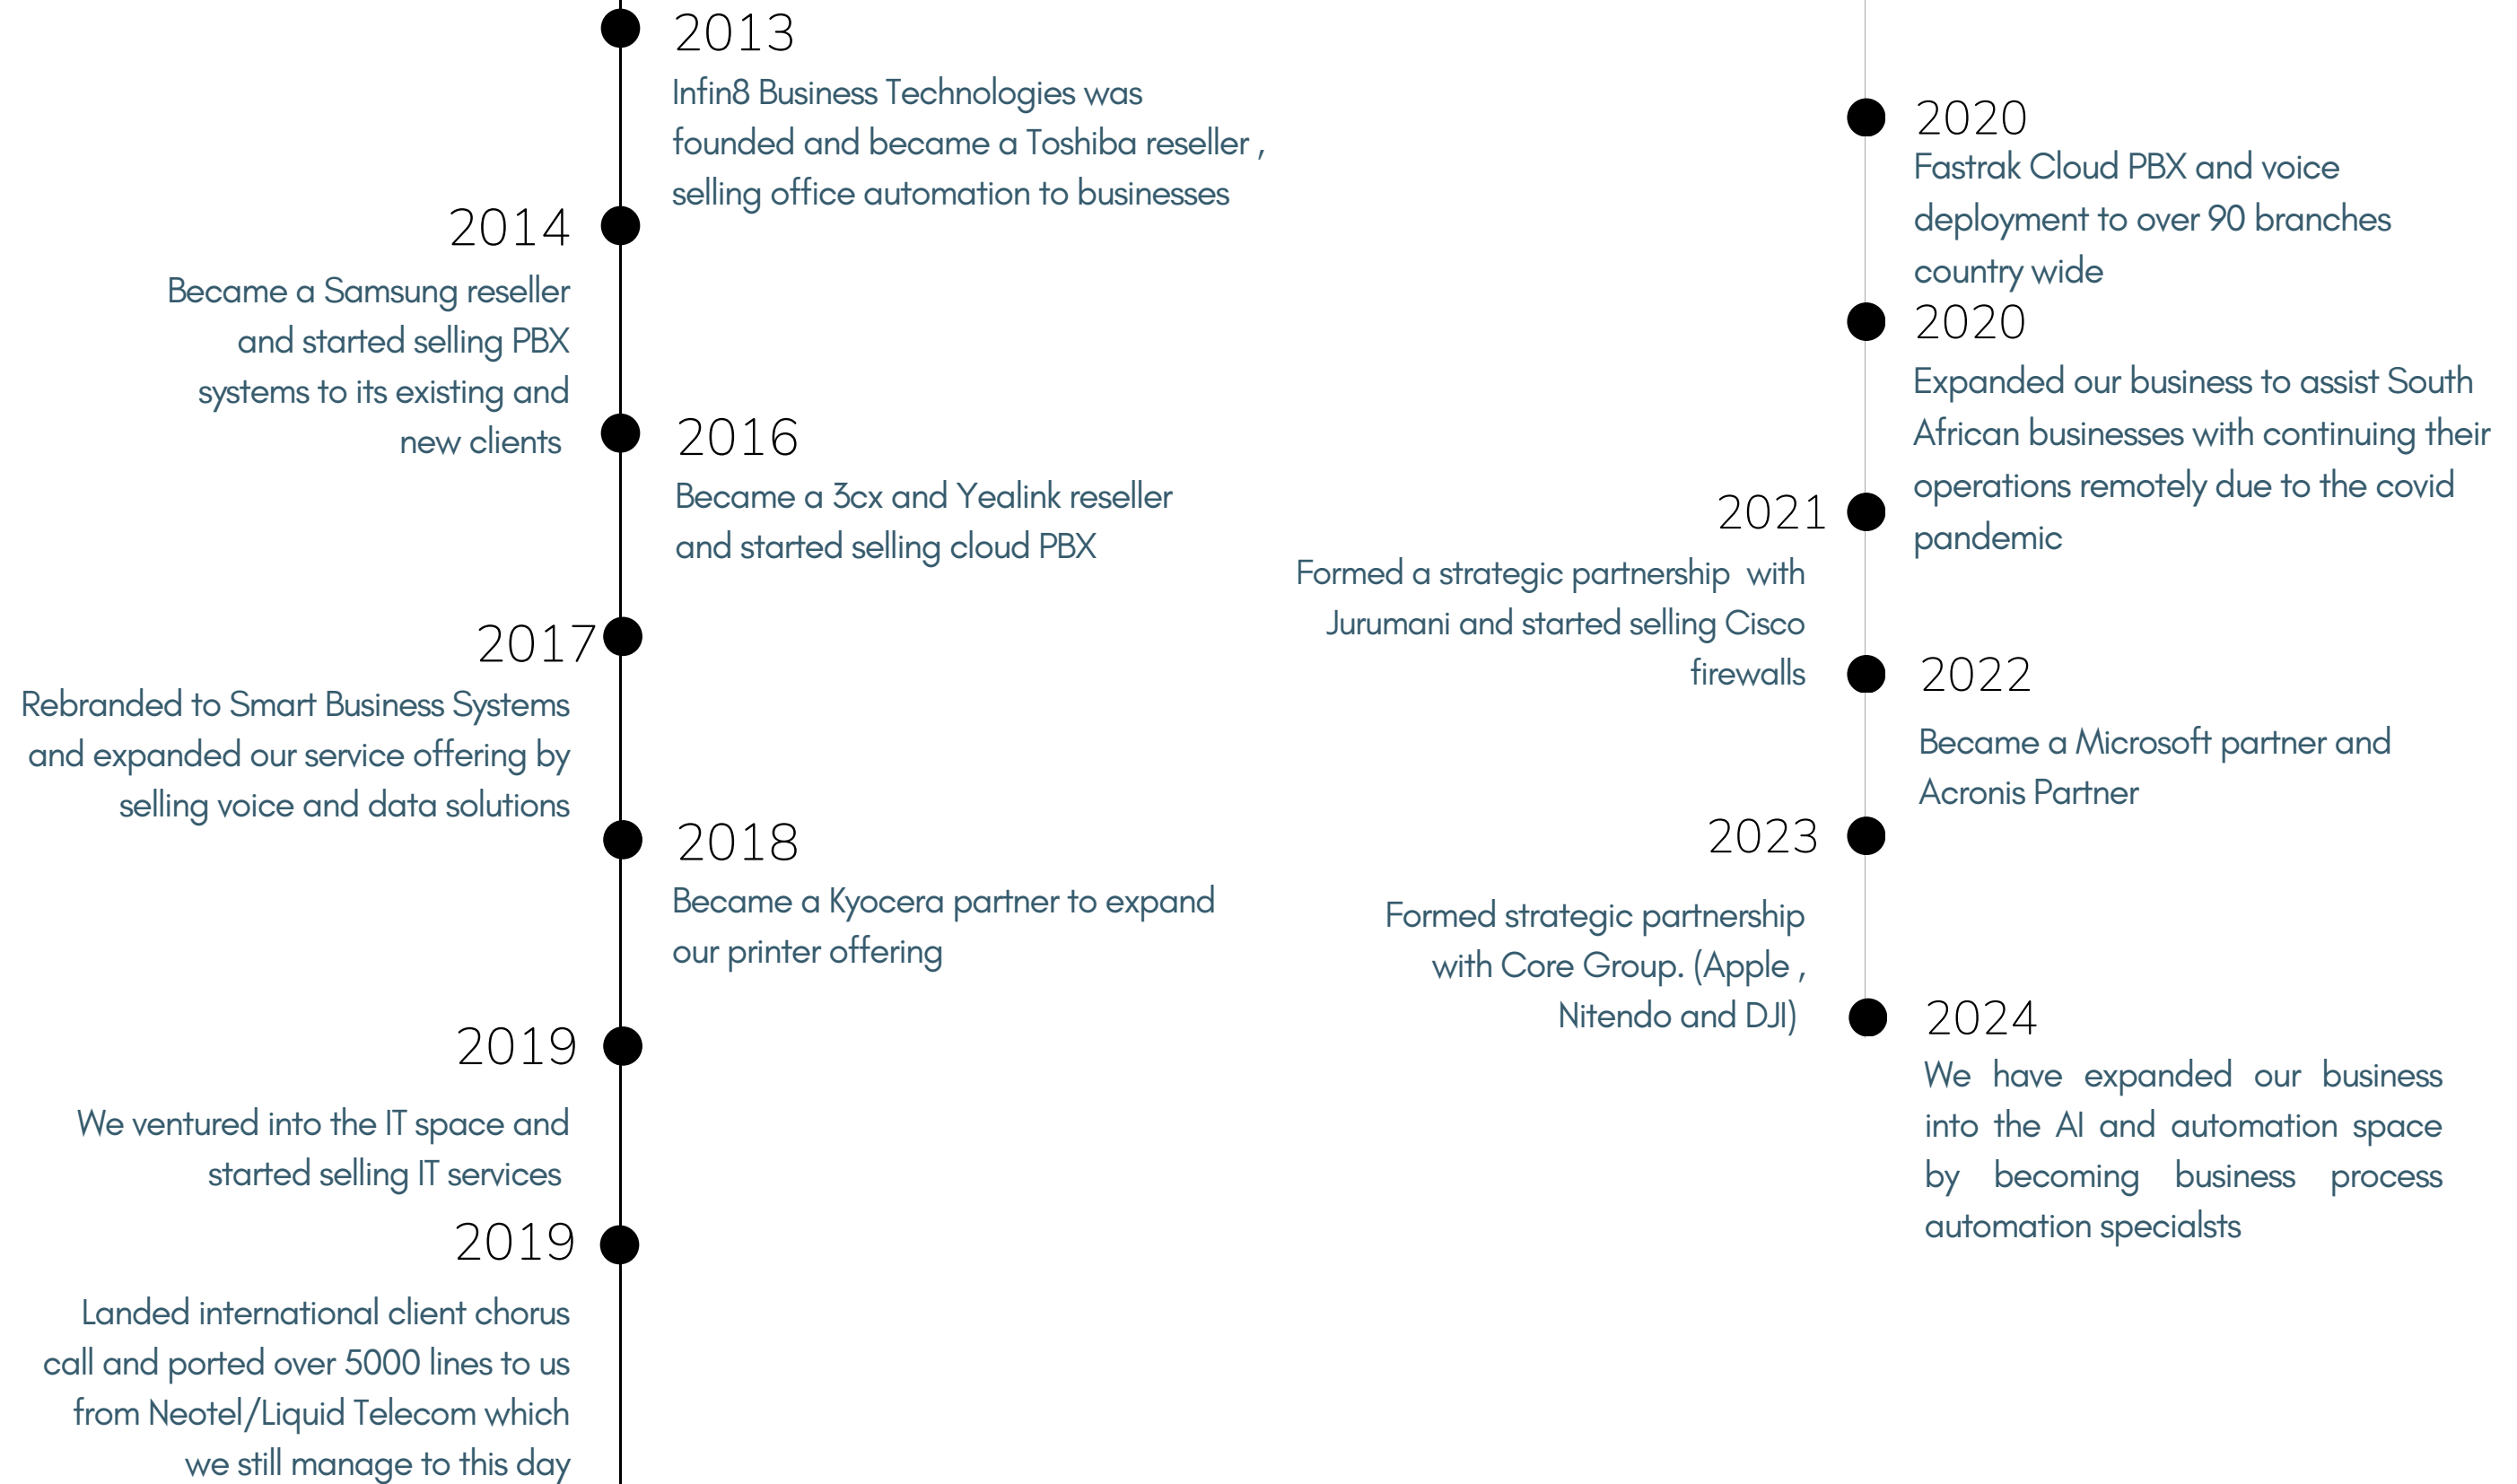 2013
Infin8 Business Technologies was
founded and became a Toshiba reseller ,
selling office automation to businesses
2014
Became a Samsung reseller
and started selling PBX
systems to its existing and
new clients
2016
Became a 3cx and Yealink reseller
and started selling cloud PBX
2017
Rebranded to Smart Business Systems
and expanded our service offering by
selling voice and data solutions
2018
Became a Kyocera partner to expand
our printer offering
2019
We ventured into the IT space and
started selling IT services
2019
Landed international client chorus
call and ported over 5000 lines to us
from Neotel/Liquid Telecom which
we still manage to this day
2020
Fastrak Cloud PBX and voice
deployment to over 90 branches
country wide
2020
Expanded our business to assist South
African businesses with continuing their
operations remotely due to the covid
pandemic
2021
Formed a strategic partnership with
Jurumani and started selling Cisco
firewalls
2022
Became a Microsoft partner and
Acronis Partner
2023
Formed strategic partnership
with Core Group. (Apple ,
Nitendo and DJI)
2024
We have expanded our business
into the AI and automation space
by becoming business process
automation specialsts